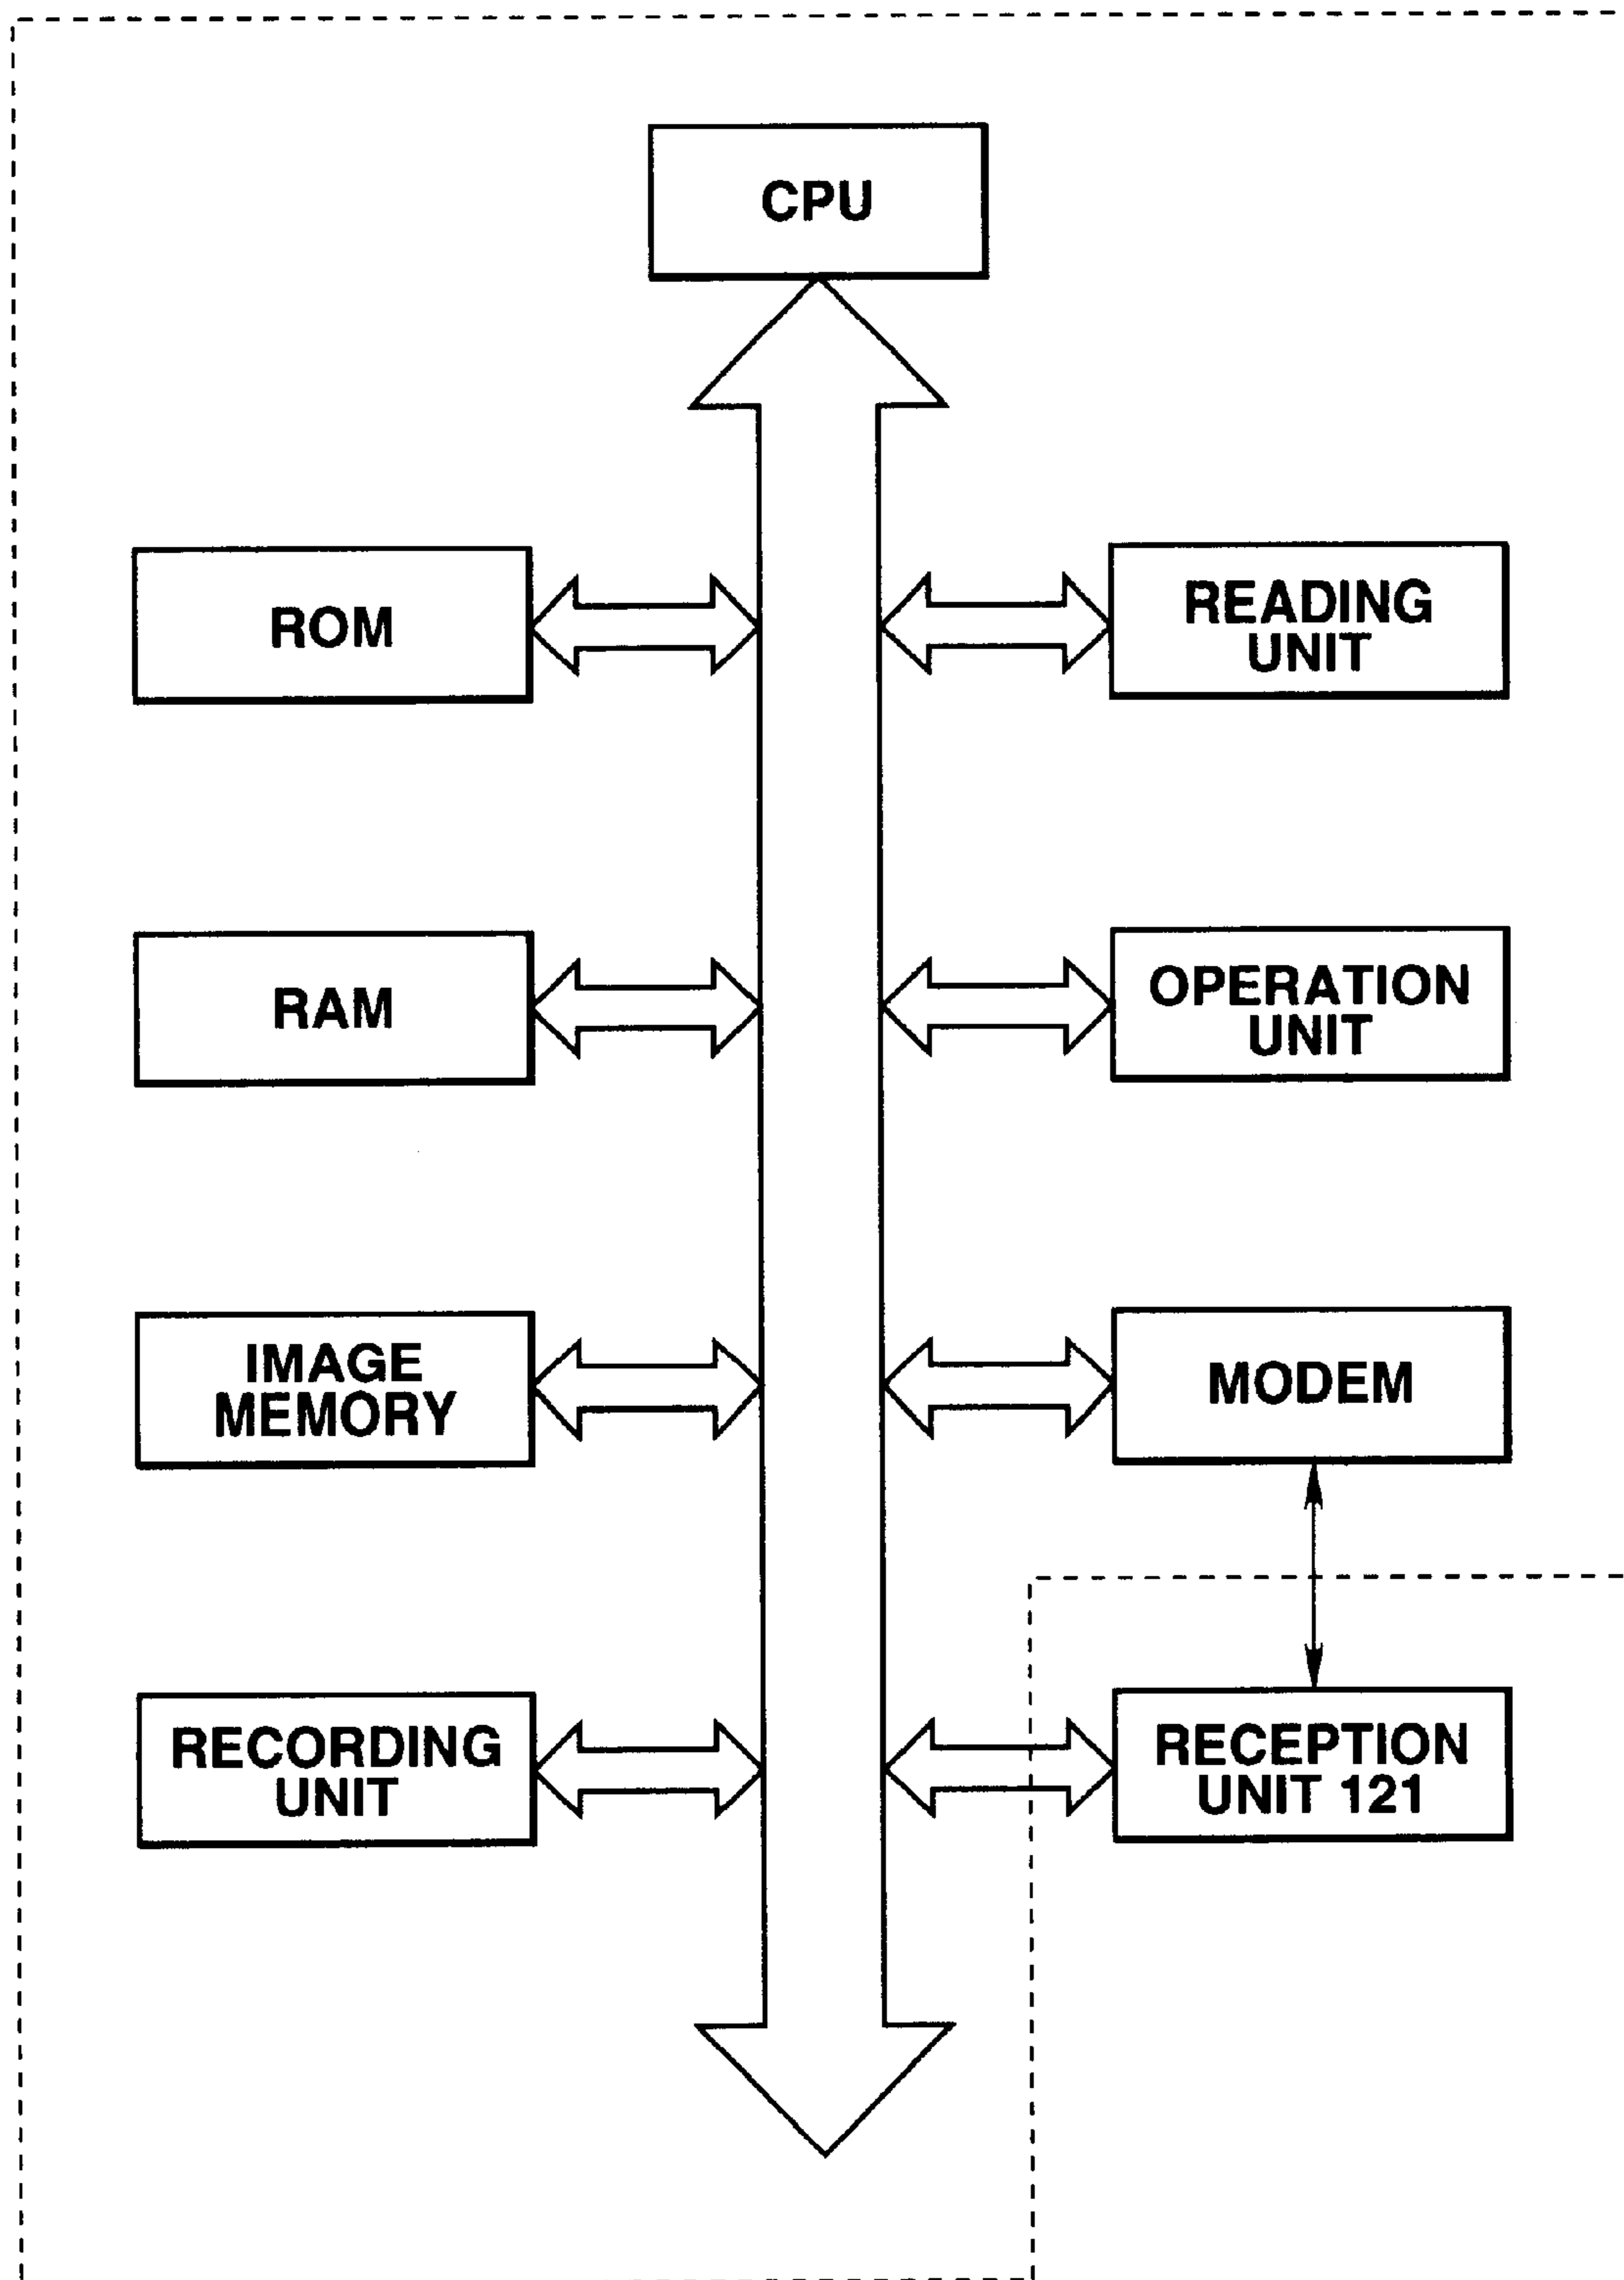 CPU
ROM
READING
UNIT
RAM
OPERATION
UNIT
IMAGE
MEMORY
MODEM
RECORDING
UNIT
RECEPTION
UNIT 121